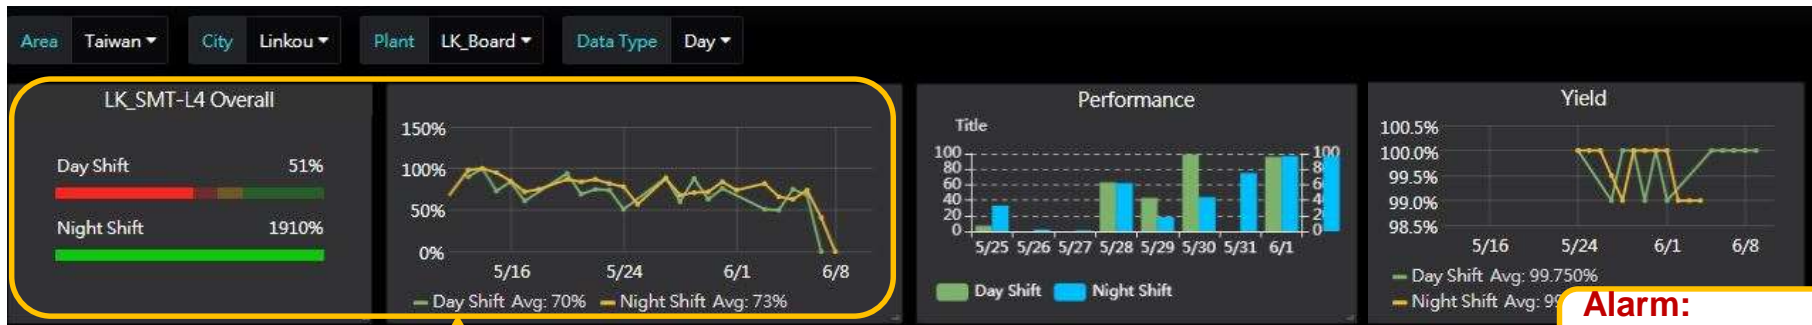 Area Taiwan City Linkou Plant LK_Board Data Type Day
LK_SMT-L4 Overall
Day Shift 51%
Night Shift 1910%
150%
100%
50%
0%
5/16 5/24 6/1 6/8
Day Shift Avg: 70% Night Shift Avg: 73%
Performance
Title
100 100
80
60
40
20
0 0
5/25 5/26 5/27 5/28 5/29 5/30 5/31 6/1
Day Shift Night Shift
Yield
100.5%
100.0%
99.5%
99.0%
98.5%
5/16 5/24 6/1 6/8
Day Shift Avg: 99.750%
Night Shift Avg: 9
Alarm: